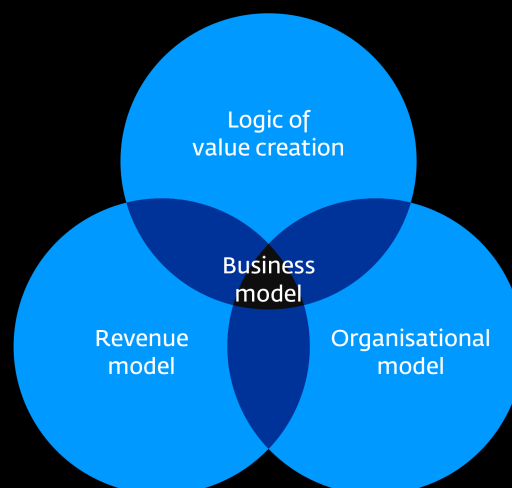 Logic of
value creation
Business
model
Revenue
model
Organisational
model